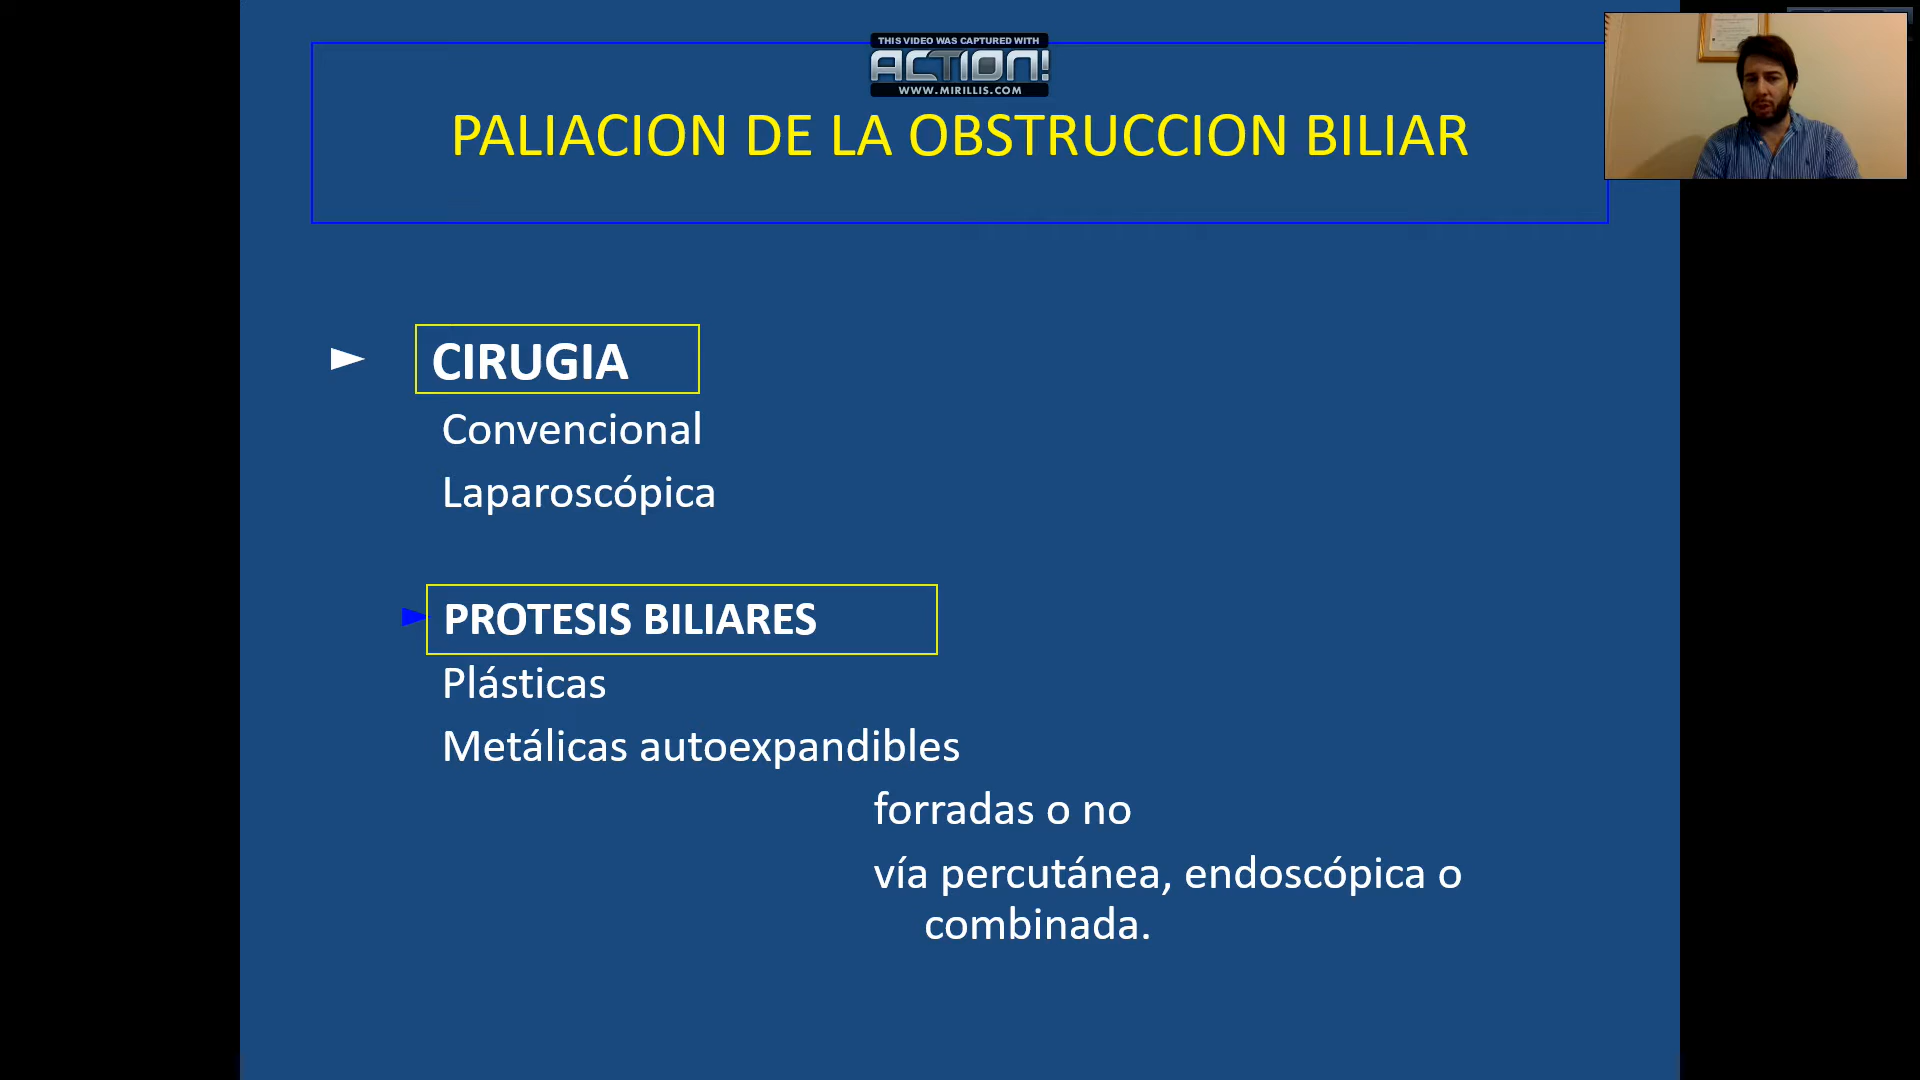 THIS VIDEO WAS CAPTURED WITH
ACTION!
WWW.MIRILLIS.COM
PALIACION DE LA OBSTRUCCION BILIAR
CIRUGIA
Convencional
Laparoscópica
PROTESIS BILIARES
Plásticas
Metálicas autoexpandibles
forradas o no
vía percutánea, endoscópica o
combinada.